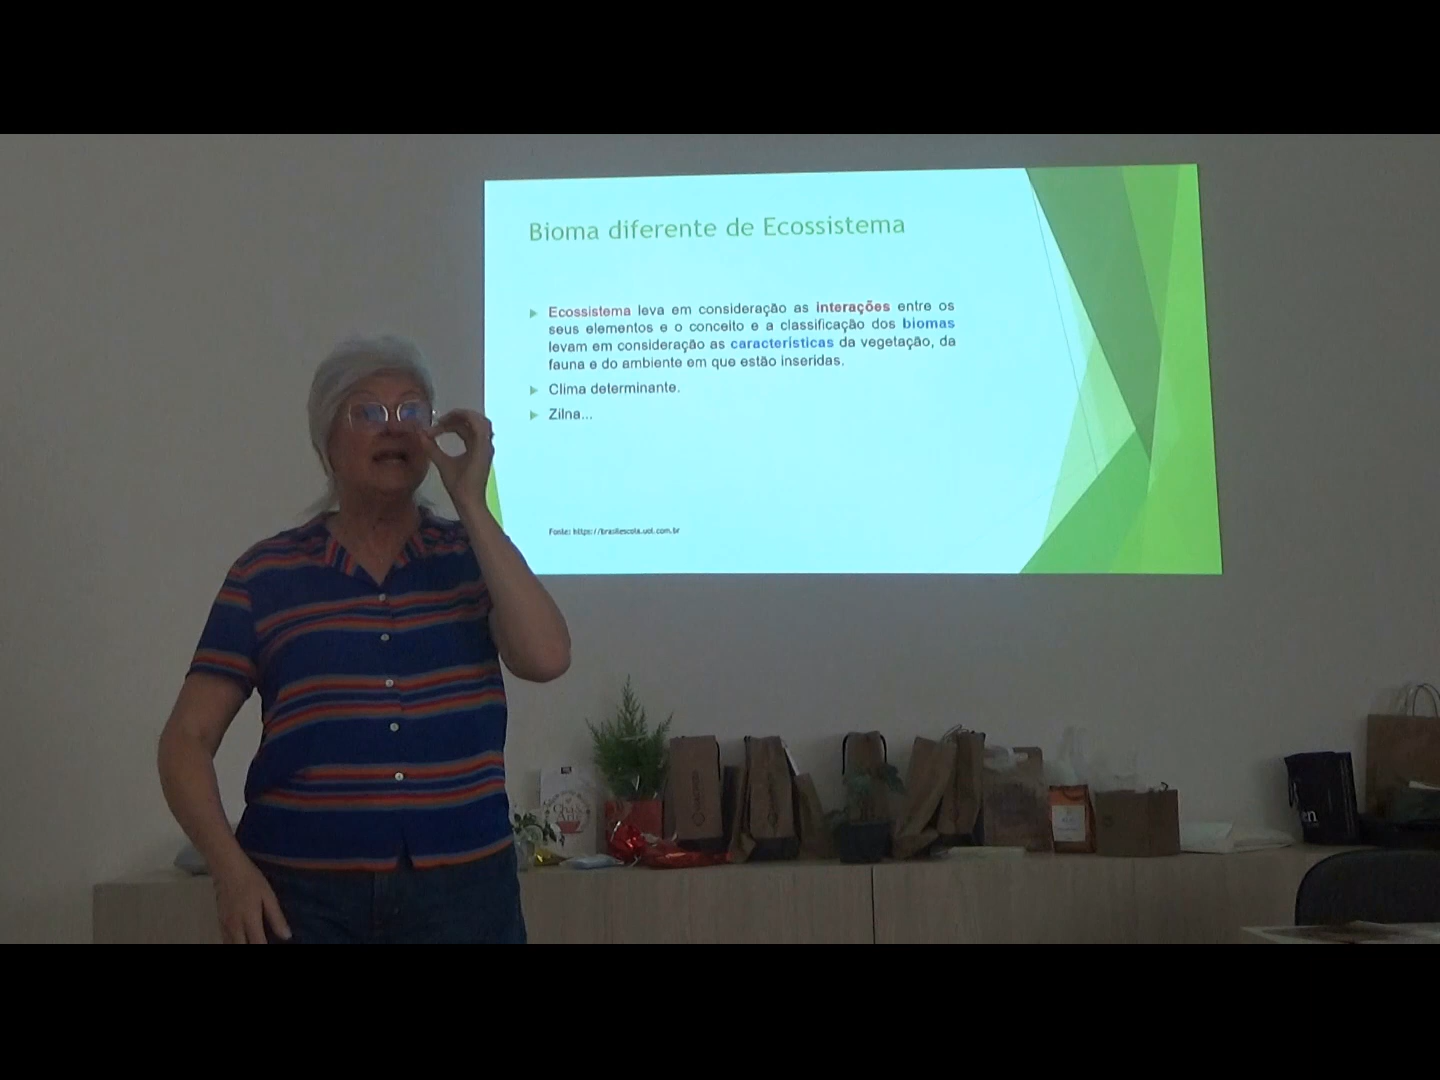 Bioma diferente de Ecossistema
Ecossistema leva em consideração as interações entre os
seus elementos e o conceito e a classificação dos biomas
levam em consideração as características da vegetação, da
fauna e do ambiente em que estão inseridas.
Clima determinante.
Zilna...
Fonte: https://brasilescola.uol.com.br